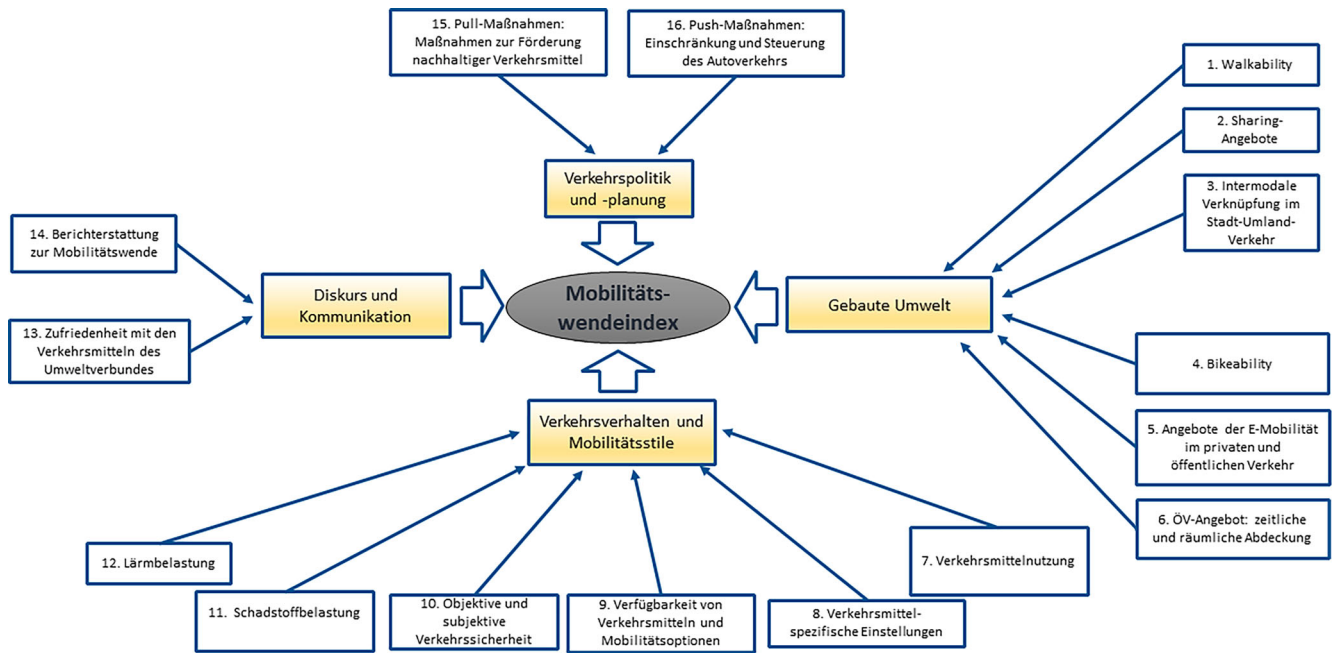 15. Pull-Maßnahmen:
Maßnahmen zur Förderung
nachhaltiger Verkehrsmittel
16. Push-Maßnahmen:
Einschränkung und Steuerung
des Autoverkehrs
1. Walkability
2. Sharing-
Angebote
3. Intermodale
Verknüpfung im
Stadt-Umland-
Verkehr
Verkehrspolitik
und -planung
14. Berichterstattung
zur Mobilitätswende
Diskurs und
Kommunikation
Mobilitäts-
wendeindex
Gebaute Umwelt
13. Zufriedenheit mit den
Verkehrsmitteln des
Umweltverbundes
4. Bikeability
Verkehrsverhalten und
Mobilitätsstile
5. Angebote der E-Mobilität
im privaten und
öffentlichen Verkehr
6. ÖV-Angebot: zeitliche
und räumliche Abdeckung
12. Lärmbelastung
7. Verkehrsmittelnutzung
11. Schadstoffbelastung
10. Objektive und
subjektive
Verkehrssicherheit
9. Verfügbarkeit von
Verkehrsmitteln und
Mobilitätsoptionen
8. Verkehrsmittel-
spezifische Einstellungen